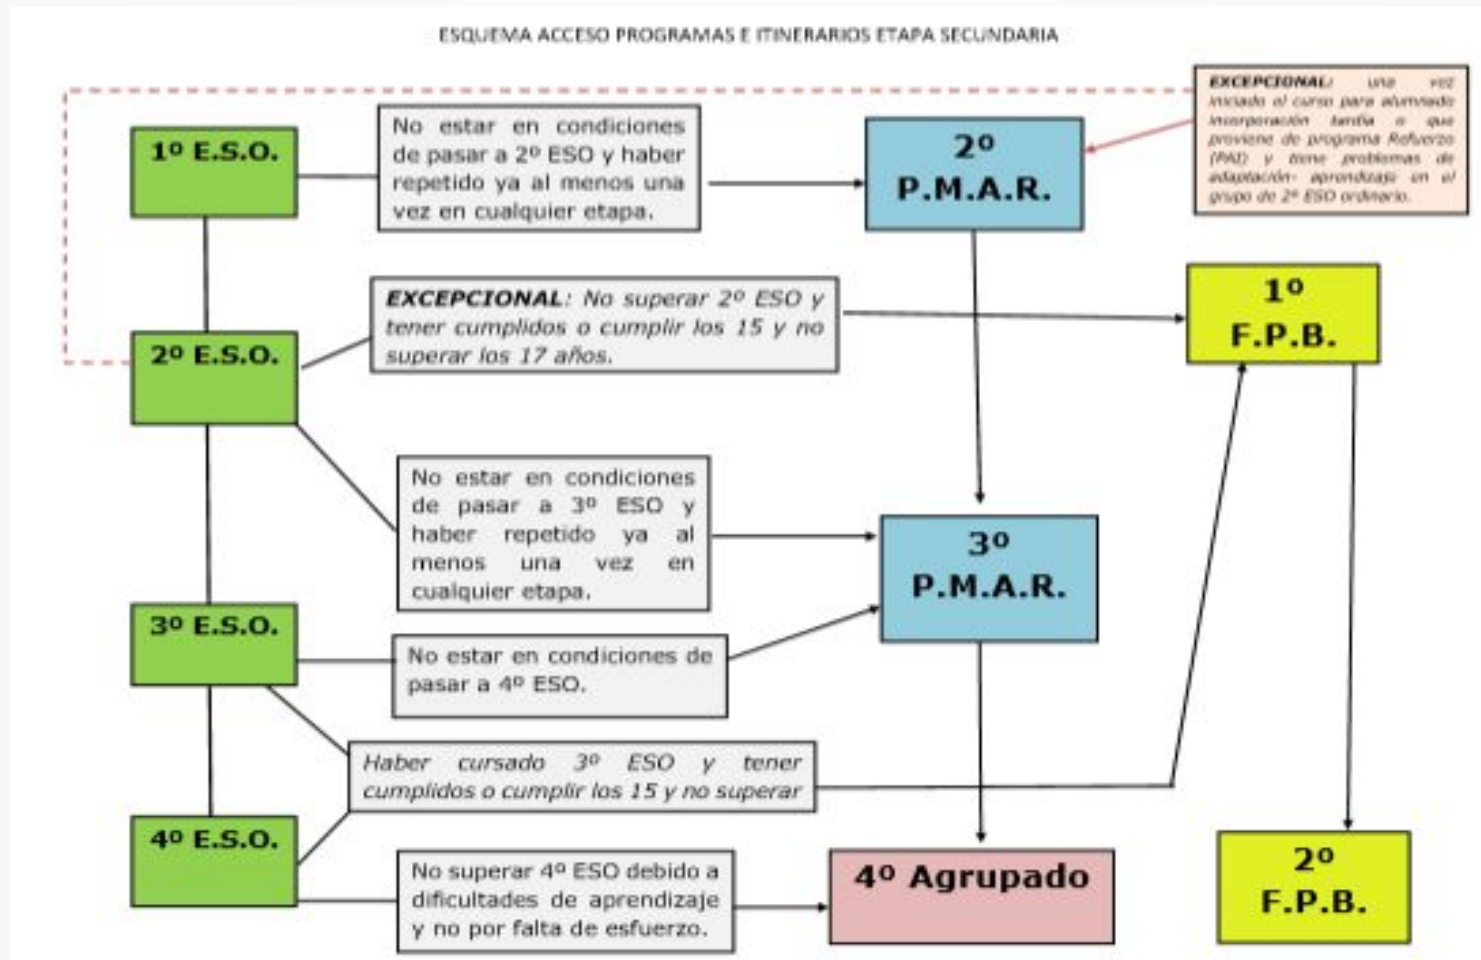 ESQUEMA ACCESO PROGRAMAS E ITINERARIOS ETAPA SECUNDARIA
EXCEPCIONAL: una vez
iniciado el curso para alumnado
incorporación tardía o que
proviene de programa Refuerzo
(PAI) y tiene problemas de
adaptación- aprendizaje en el
grupo de 2º ESO ordinario.
1º E.S.O.
No estar en condiciones
de pasar a 2º ESO y haber
repetido ya al menos una
vez en cualquier etapa.
2º
P.M.A.R.
2º E.S.O.
EXCEPCIONAL: No superar 2º ESO y
tener cumplidos o cumplir los 15 y no
superar los 17 años.
1º
F.P.B.
No estar en condiciones
de pasar a 3º ESO y
haber repetido ya al
menos una vez en
cualquier etapa.
3º
P.M.A.R.
3º E.S.O.
No estar en condiciones de
pasar a 4º ESO.
Haber cursado 3º ESO y tener
cumplidos o cumplir los 15 y no superar
4º E.S.O.
No superar 4º ESO debido a
dificultades de aprendizaje
y no por falta de esfuerzo.
4º Agrupado
2º
F.P.B.